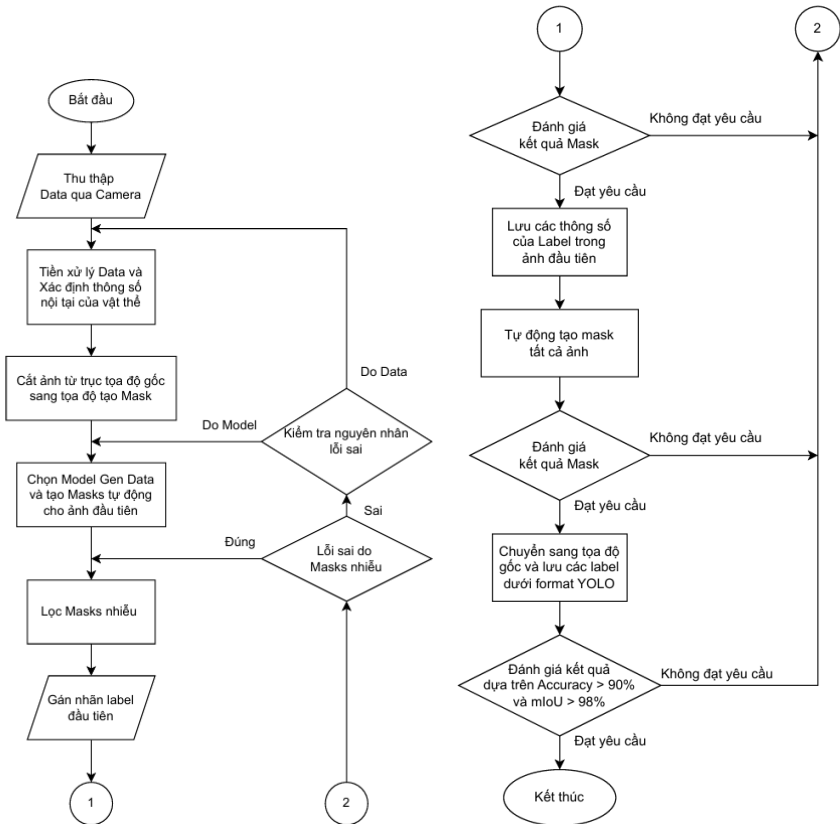 Bắt đầu
Thu thập
Data qua Camera
Tiền xử lý Data và
Xác định thông số
nội tại của vật thể
Cắt ảnh từ trục tọa độ gốc
sang tọa độ tạo Mask
Chọn Model Gen Data
và tạo Masks tự động
cho ảnh đầu tiên
Lọc Masks nhiễu
Gán nhãn label
đầu tiên
1
Do Data
Do Model
Kiểm tra nguyên nhân
lỗi sai
Sai
Đúng
Lỗi sai do
Masks nhiễu
2
1
2
Đánh giá
kết quả Mask
Không đạt yêu cầu
Đạt yêu cầu
Lưu các thông số
của Label trong
ảnh đầu tiên
Tự động tạo mask
tất cả ảnh
Đánh giá
kết quả Mask
Không đạt yêu cầu
Đạt yêu cầu
Chuyển sang tọa độ
gốc và lưu các label
dưới format YOLO
Đánh giá kết quả
dựa trên Accuracy > 90%
và mIoU > 98%
Không đạt yêu cầu
Đạt yêu cầu
Kết thúc